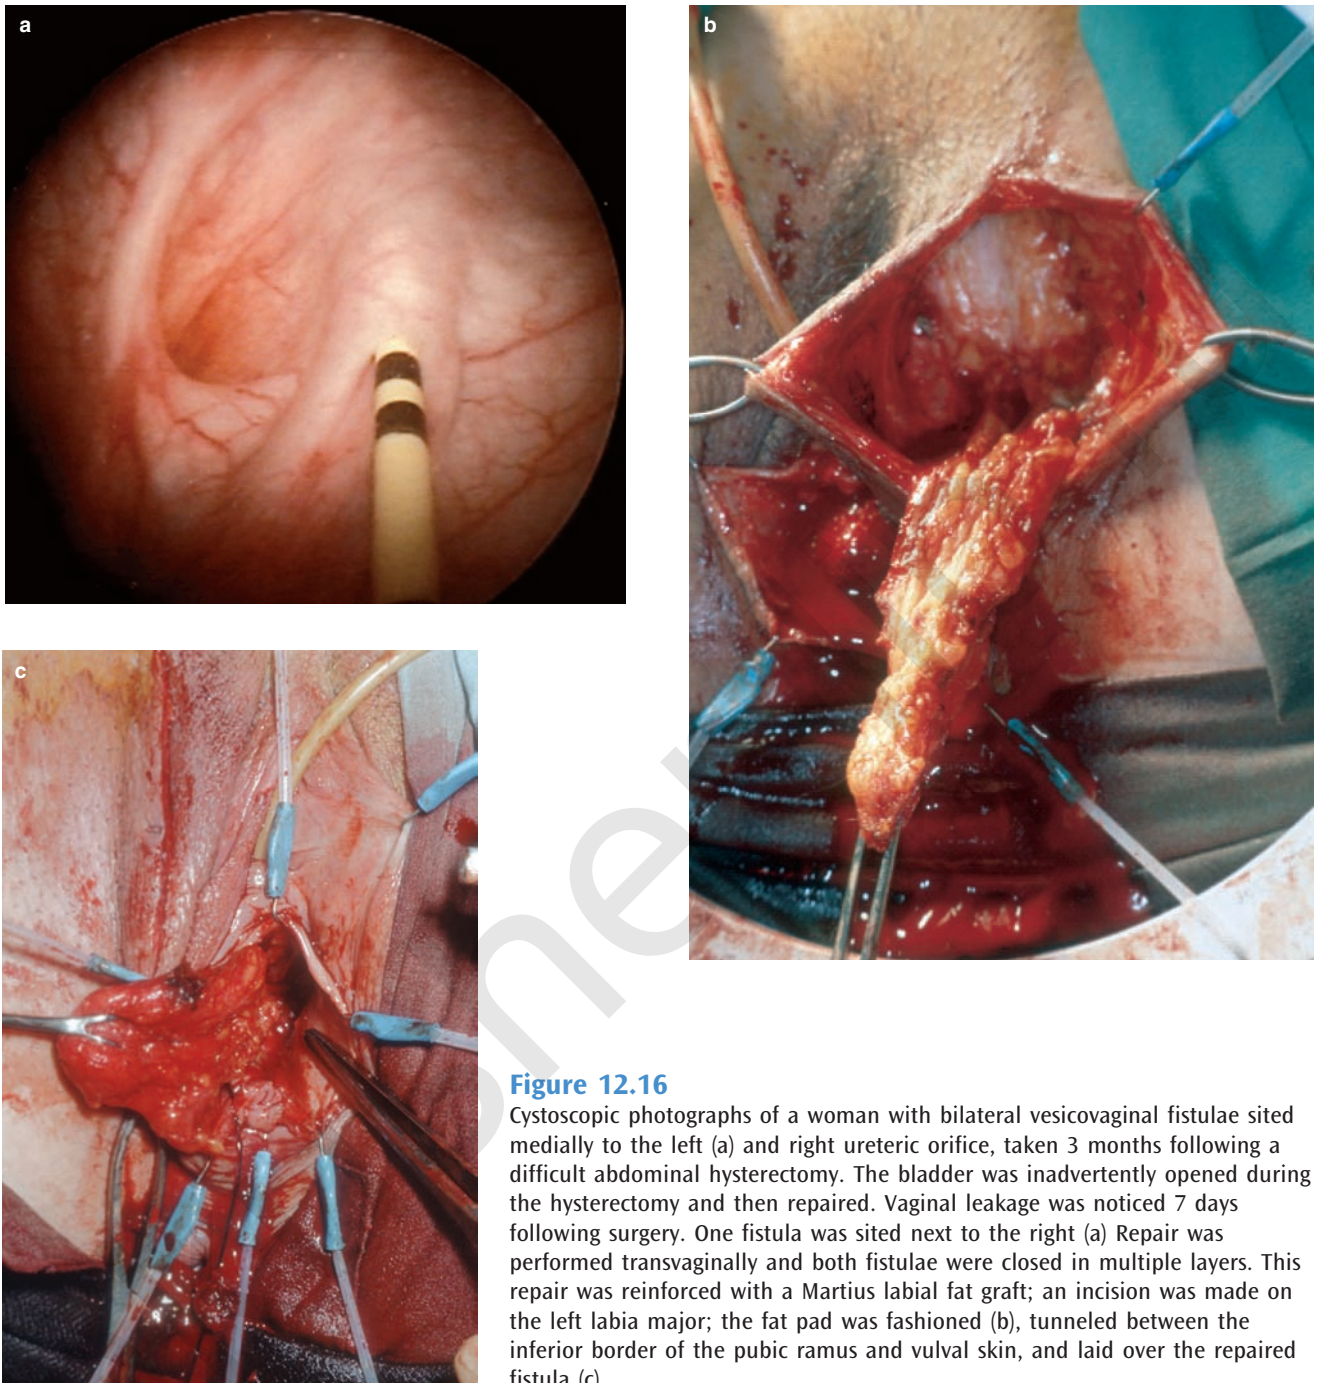 a
b
c
Figure 12.16
Cystoscopic photographs of a woman with bilateral vesicovaginal fistulae sited
medially to the left (a) and right ureteric orifice, taken 3 months following a
difficult abdominal hysterectomy. The bladder was inadvertently opened during
the hysterectomy and then repaired. Vaginal leakage was noticed 7 days
following surgery. One fistula was sited next to the right (a) Repair was
performed transvaginally and both fistulae were closed in multiple layers. This
repair was reinforced with a Martius labial fat graft; an incision was made on
the left labia major; the fat pad was fashioned (b), tunneled between the
inferior border of the pubic ramus and vulval skin, and laid over the repaired
fistula (c)